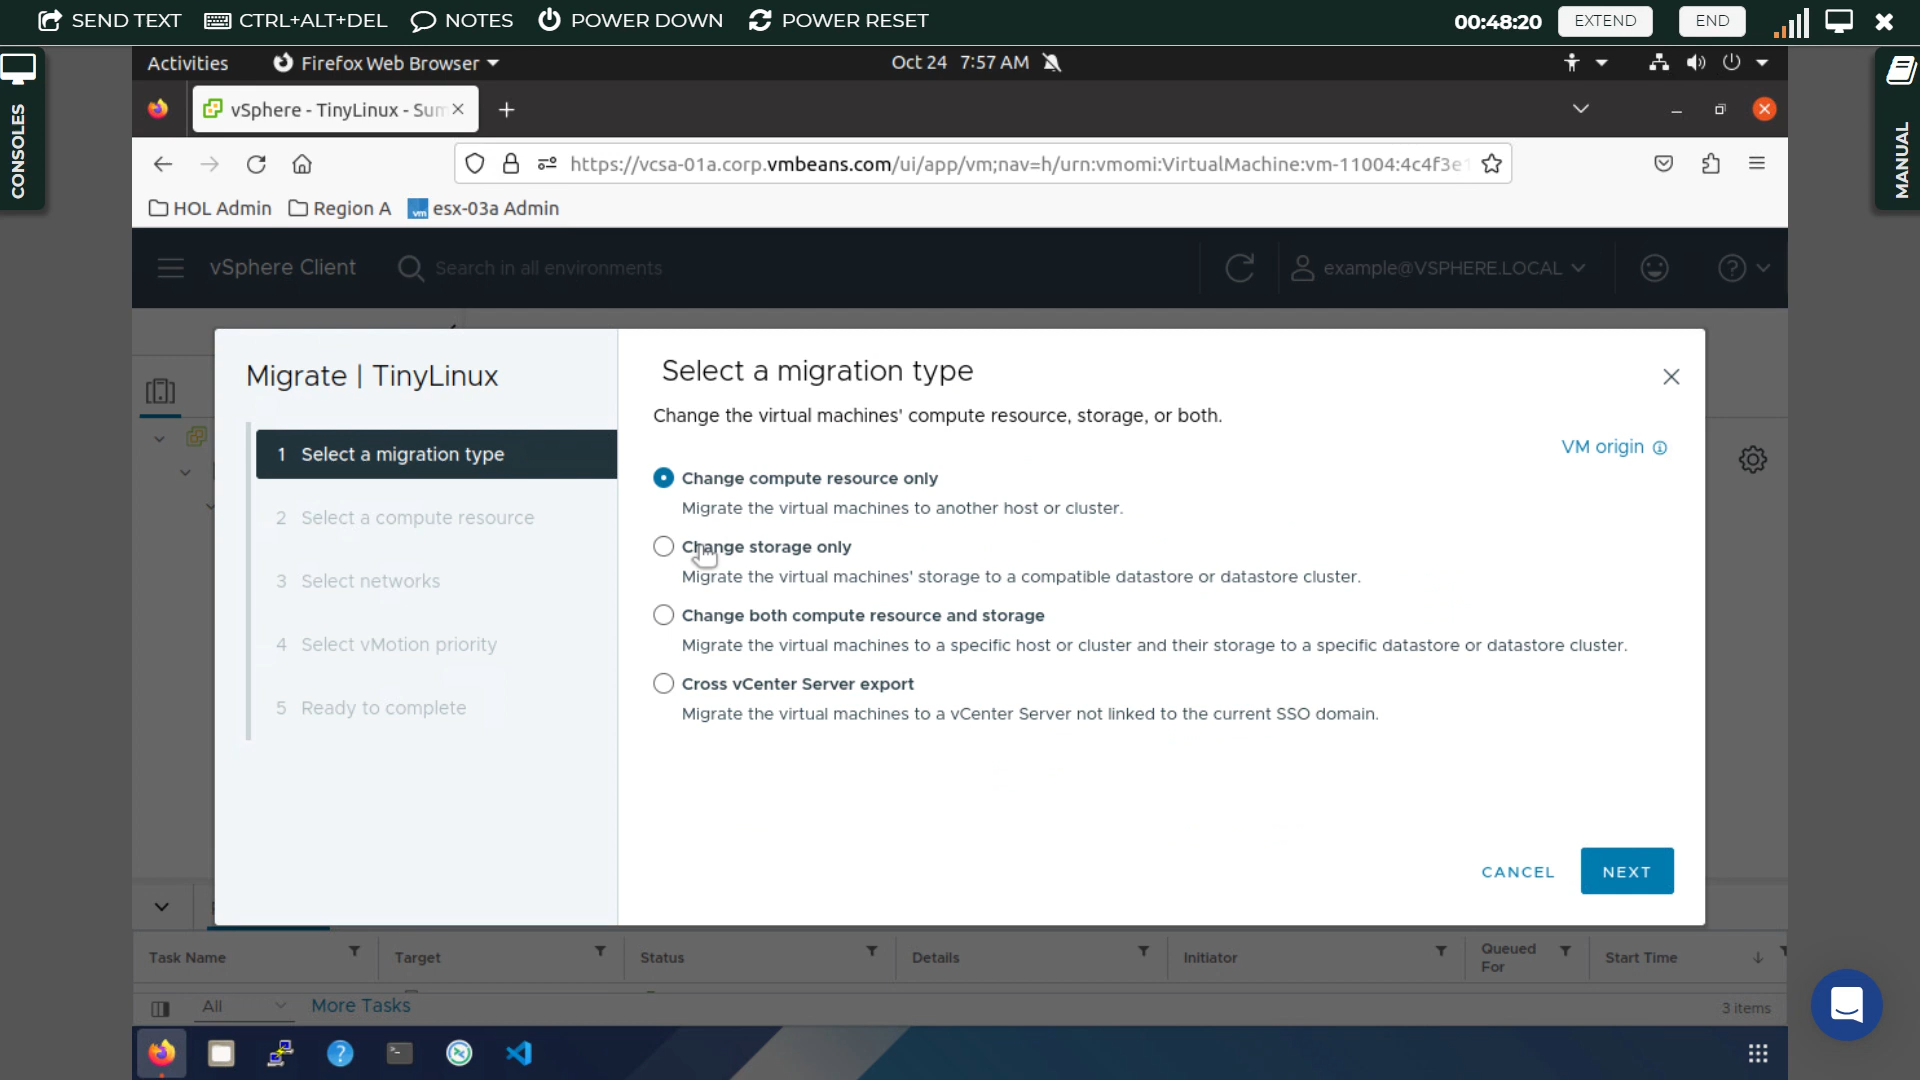 SEND TEXT CTRL+ALT+DEL NOTES POWER DOWN POWER RESET 00:48:20 EXTEND END
CONSOLES
MANUAL
Activities Firefox Web Browser Oct 24 7:57 AM
vSphere - TinyLinux - Sum
https://vcsa-01a.corp.vmbeans.com/ui/app/vm;nav=h/urn:vmomi:VirtualMachine:vm-11004:4c4f3e1
HOL Admin Region A vm esx-03a Admin
vSphere Client Search in all environments example@VSPHERE.LOCAL
Migrate | TinyLinux
1 Select a migration type
2 Select a compute resource
3 Select networks
4 Select vMotion priority
5 Ready to complete
Select a migration type
Change the virtual machines' compute resource, storage, or both.
VM origin
Change compute resource only
Migrate the virtual machines to another host or cluster.
Change storage only
Migrate the virtual machines' storage to a compatible datastore or datastore cluster.
Change both compute resource and storage
Migrate the virtual machines to a specific host or cluster and their storage to a specific datastore or datastore cluster.
Cross vCenter Server export
Migrate the virtual machines to a vCenter Server not linked to the current SSO domain.
CANCEL NEXT
Task Name Target Status Details Initiator Queued For Start Time
All More Tasks 3 items